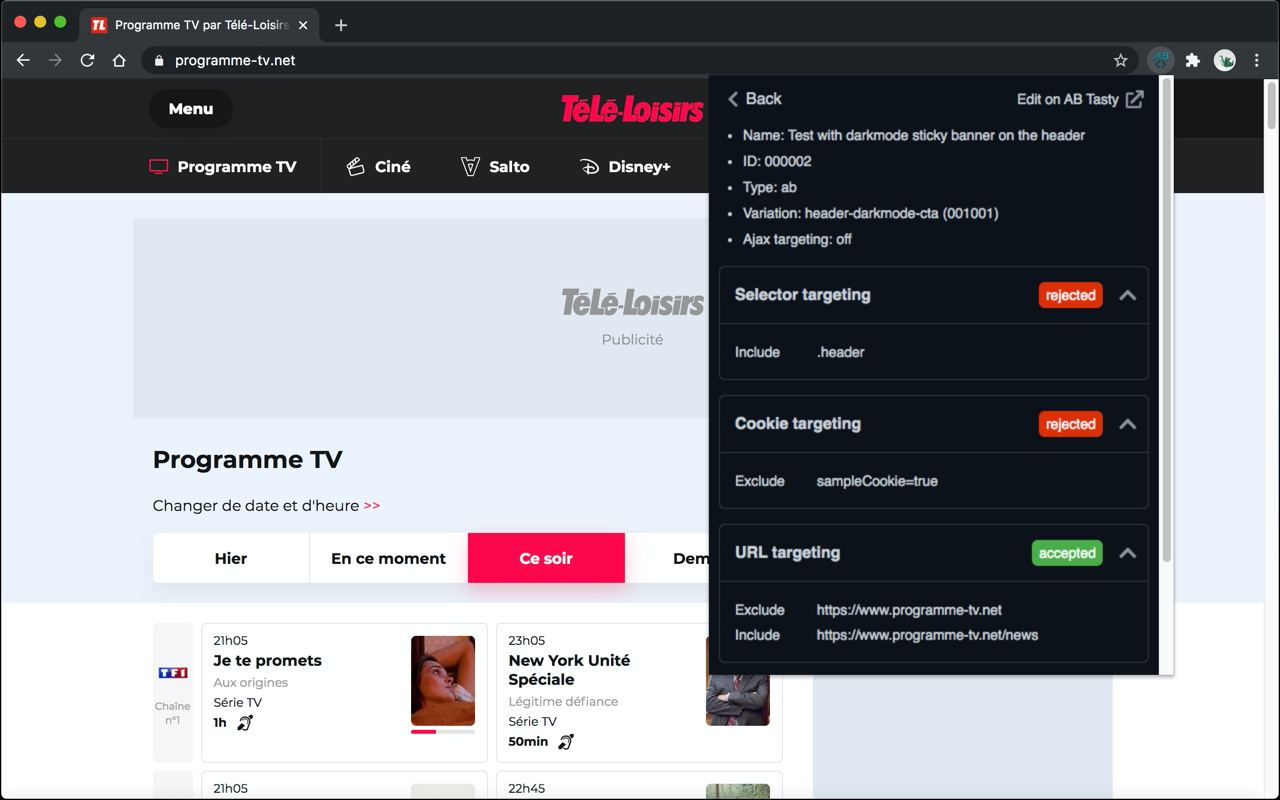 TL Programme TV par Télé-Loisirs
programme-tv.net
Menu
TéLé-Loisirs
Programme TV
Ciné
Salto
Disney+
TéLé-Loisirs
Publicité
Programme TV
Changer de date et d'heure >>
Hier
En ce moment
Ce soir
Dem
TF1
Chaîne
n°1
21h05
Je te promets
Aux origines
Série TV
1h
23h05
New York Unité
Spéciale
Légitime défiance
Série TV
50min
21h05
22h45
Back
Edit on AB Tasty
• Name: Test with darkmode sticky banner on the header
• ID: 000002
• Type: ab
• Variation: header-darkmode-cta (001001)
• Ajax targeting: off
Selector targeting rejected
Include .header
Cookie targeting rejected
Exclude sampleCookie=true
URL targeting accepted
Exclude https://www.programme-tv.net
Include https://www.programme-tv.net/news